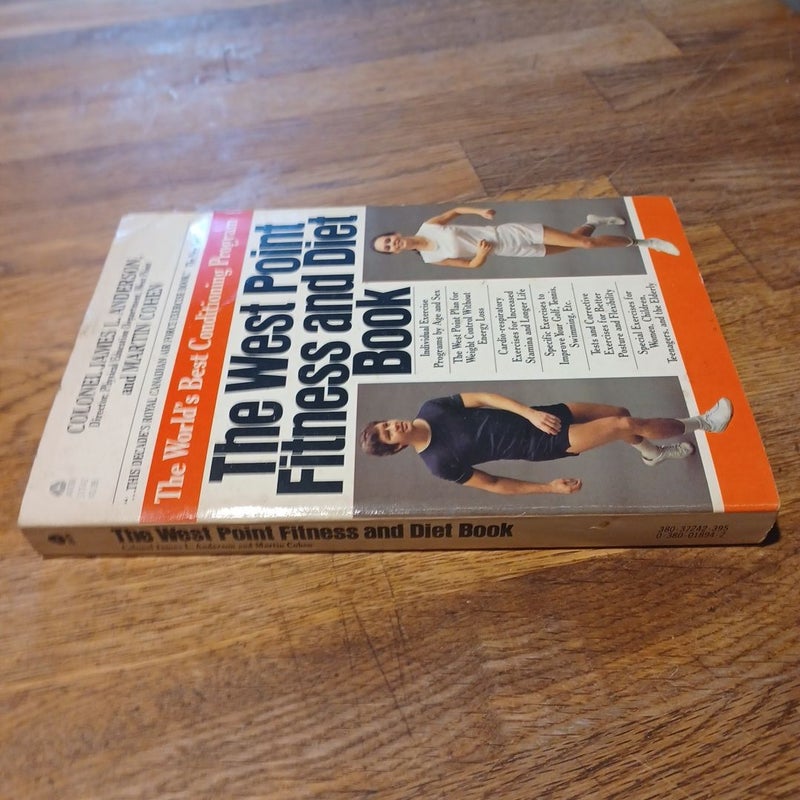 COLONEL JAMES L. ANDERSON,
Director, Physical Education Department, West Point
and MARTIN COHEN
"...THIS DECADE'S ROYAL CANADIAN AIR FORCE EXERCISE BOOK."
The World's Best Conditioning Program
The West Point
Fitness and Diet
Book
Individual Exercise
Programs by Age and Sex
The West Point Plan for
Weight Control Without
Energy Loss
Cardio-respiratory
Exercises for Increased
Stamina and Longer Life
Specific Exercises to
Improve Your Golf, Tennis,
Swimming, Etc.
Tests and Corrective
Exercises for Better
Posture and Flexibility
Special Exercises for
Women, Children,
Teenagers, and the Elderly
The West Point Fitness and Diet Book
Colonel James L. Anderson and Martin Cohen
380-37242-395
0-380-01894-2